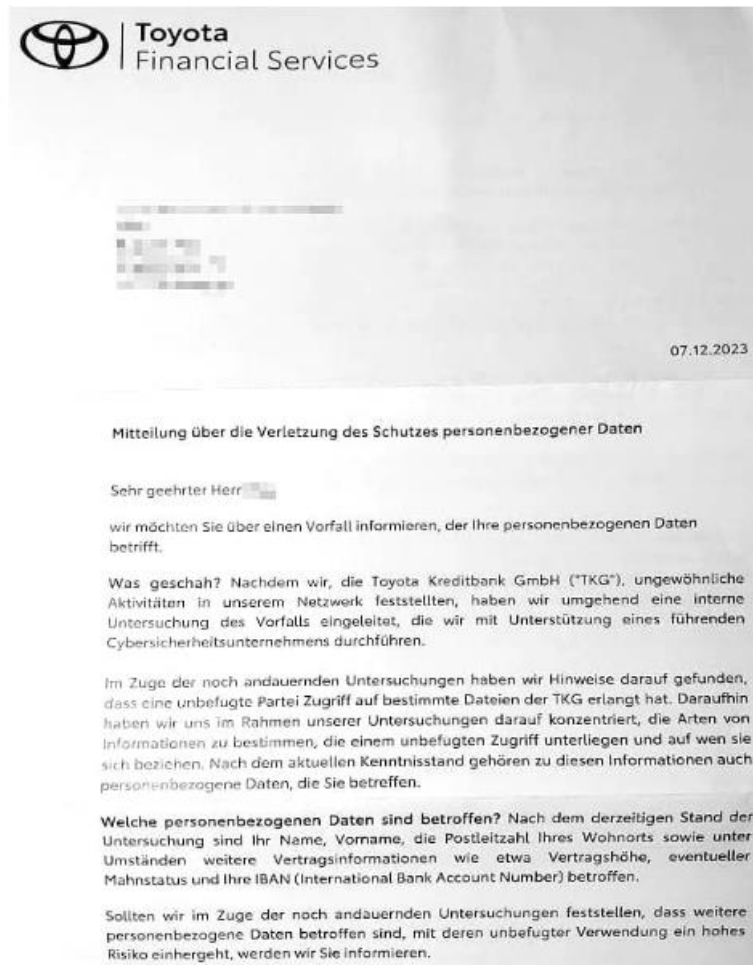 Toyota
Financial Services
07.12.2023
Mitteilung über die Verletzung des Schutzes personenbezogener Daten
Sehr geehrter Herr
wir möchten Sie über einen Vorfall informieren, der Ihre personenbezogenen Daten
betrifft.
Was geschah? Nachdem wir, die Toyota Kreditbank GmbH ("TKG"), ungewöhnliche
Aktivitäten in unserem Netzwerk feststellten, haben wir umgehend eine interne
Untersuchung des Vorfalls eingeleitet, die wir mit Unterstützung eines führenden
Cybersicherheitsunternehmens durchführen.
Im Zuge der noch andauernden Untersuchungen haben wir Hinweise darauf gefunden,
dass eine unbefugte Partei Zugriff auf bestimmte Dateien der TKG erlangt hat. Daraufhin
haben wir uns im Rahmen unserer Untersuchungen darauf konzentriert, die Arten von
Informationen zu bestimmen, die einem unbefugten Zugriff unterliegen und auf wen sie
sich beziehen. Nach dem aktuellen Kenntnisstand gehören zu diesen Informationen auch
personenbezogene Daten, die Sie betreffen.
Welche personenbezogenen Daten sind betroffen? Nach dem derzeitigen Stand der
Untersuchung sind Ihr Name, Vorname, die Postleitzahl Ihres Wohnorts sowie unter
Umständen weitere Vertragsinformationen wie etwa Vertragshöhe, eventueller
Mahnstatus und Ihre IBAN (International Bank Account Number) betroffen.
Sollten wir im Zuge der noch andauernden Untersuchungen feststellen, dass weitere
personenbezogene Daten betroffen sind, mit deren unbefugter Verwendung ein hohes
Risiko einhergeht, werden wir Sie informieren.